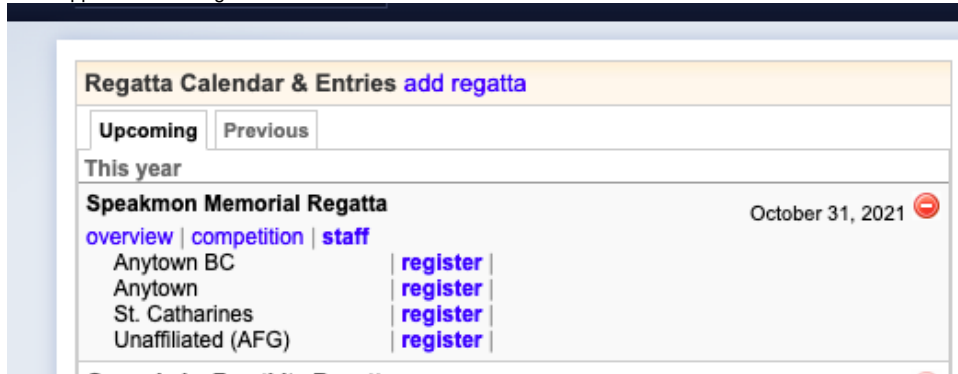 Regatta Calendar & Entries add regatta
Upcoming Previous
This year
Speakmon Memorial Regatta October 31, 2021
overview | competition | staff
Anytown BC | register |
Anytown | register |
St. Catharines | register |
Unaffiliated (AFG) | register |